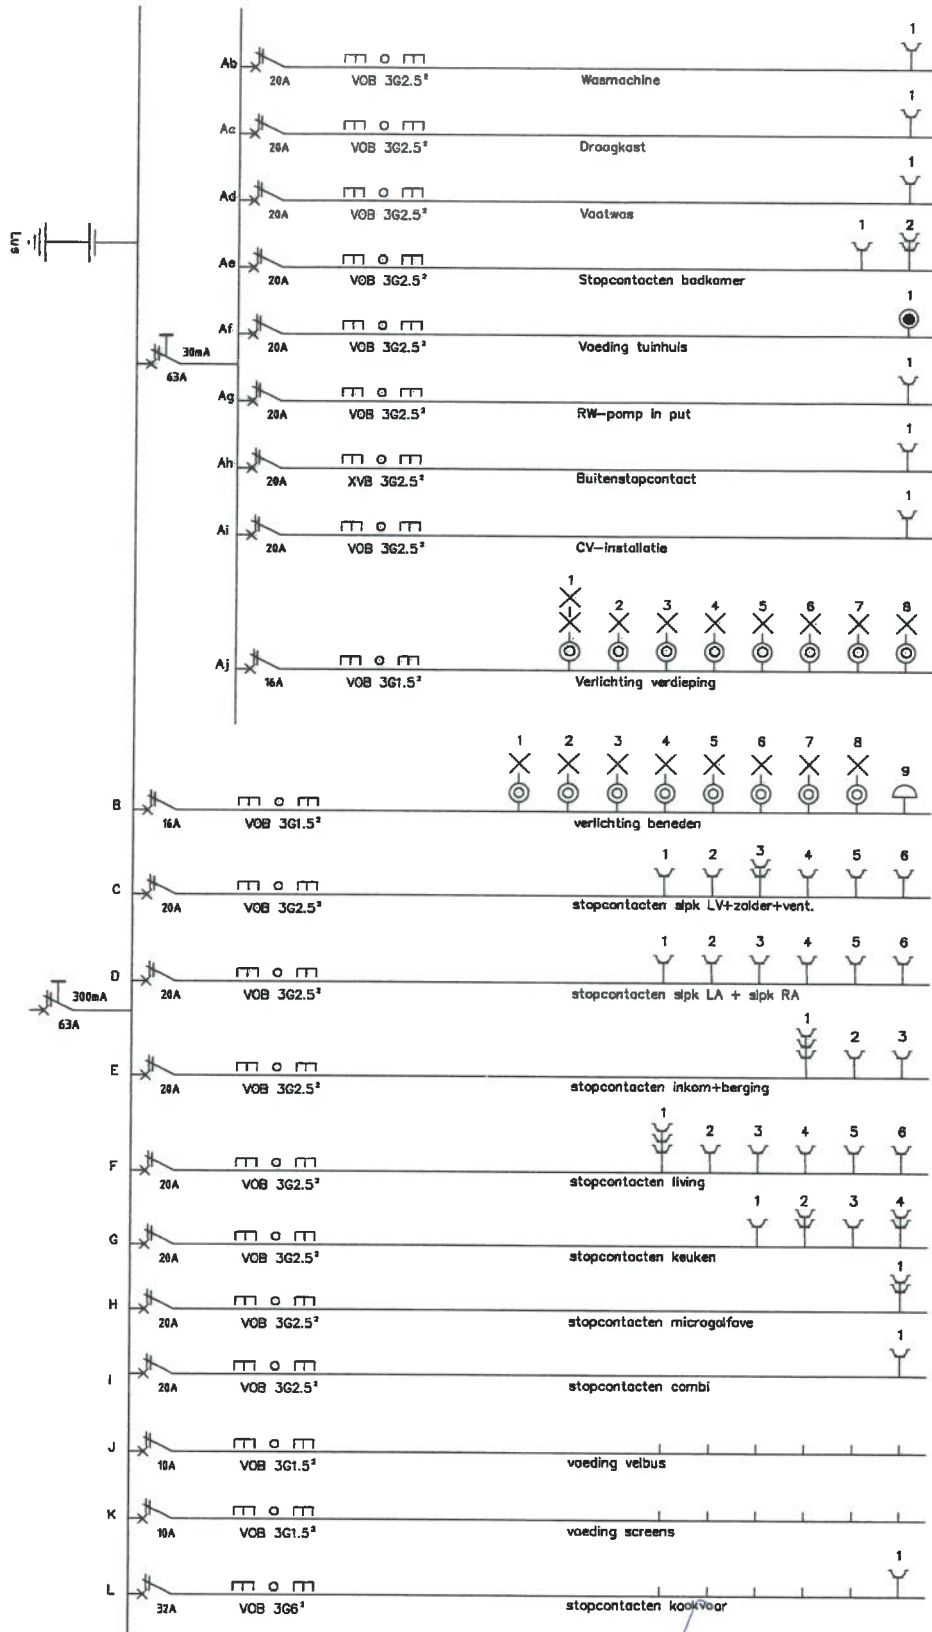 1
Ab 20A VOB 3G2.5² Wasmachine
1
Ac 20A VOB 3G2.5² Droogkast
1
Ad 20A VOB 3G2.5² Vaatwas
Lus
1 2
Ae 20A VOB 3G2.5² Stopcontacten badkamer
1
Af 20A VOB 3G2.5² Voeding tuinhuis
30mA
63A
1
Ag 20A VOB 3G2.5² RW-pomp in put
1
Ah 20A XVB 3G2.5² Buitenstopcontact
1
Ai 20A VOB 3G2.5² CV-installatie
1 2 3 4 5 6 7 8
Aj 16A VOB 3G1.5² Verlichting verdieping
1 2 3 4 5 6 7 8 9
B 16A VOB 3G1.5² verlichting beneden
1 2 3 4 5 6
C 20A VOB 3G2.5² stopcontacten slpk LV+zolder+vent.
1 2 3 4 5 6
D 20A VOB 3G2.5² stopcontacten slpk LA + slpk RA
300mA
63A
1 2 3
E 20A VOB 3G2.5² stopcontacten inkom+berging
1 2 3 4 5 6
F 20A VOB 3G2.5² stopcontacten living
1 2 3 4
G 20A VOB 3G2.5² stopcontacten keuken
1
H 20A VOB 3G2.5² stopcontacten microgolfove
1
I 20A VOB 3G2.5² stopcontacten combi
J 10A VOB 3G1.5² voeding velbus
K 10A VOB 3G1.5² voeding screens
1
L 32A VOB 3G6² stopcontacten kookvoor